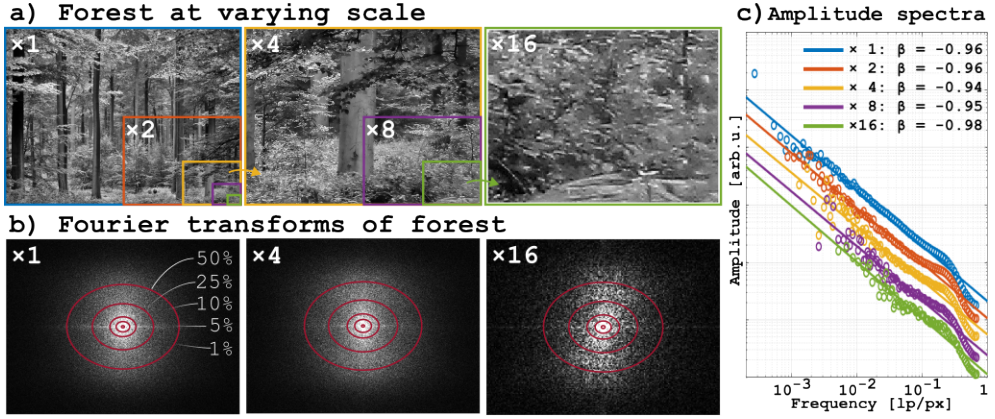 a) Forest at varying scale
×1
×2
×4
×8
×16
b) Fourier transforms of forest
×1
50%
25%
10%
5%
1%
×4
×16
c) Amplitude spectra
× 1: β = -0.96
× 2: β = -0.96
× 4: β = -0.94
× 8: β = -0.95
×16: β = -0.98
Amplitude [arb.u.]
10⁻³ 10⁻² 10⁻¹ 1
Frequency [lp/px]